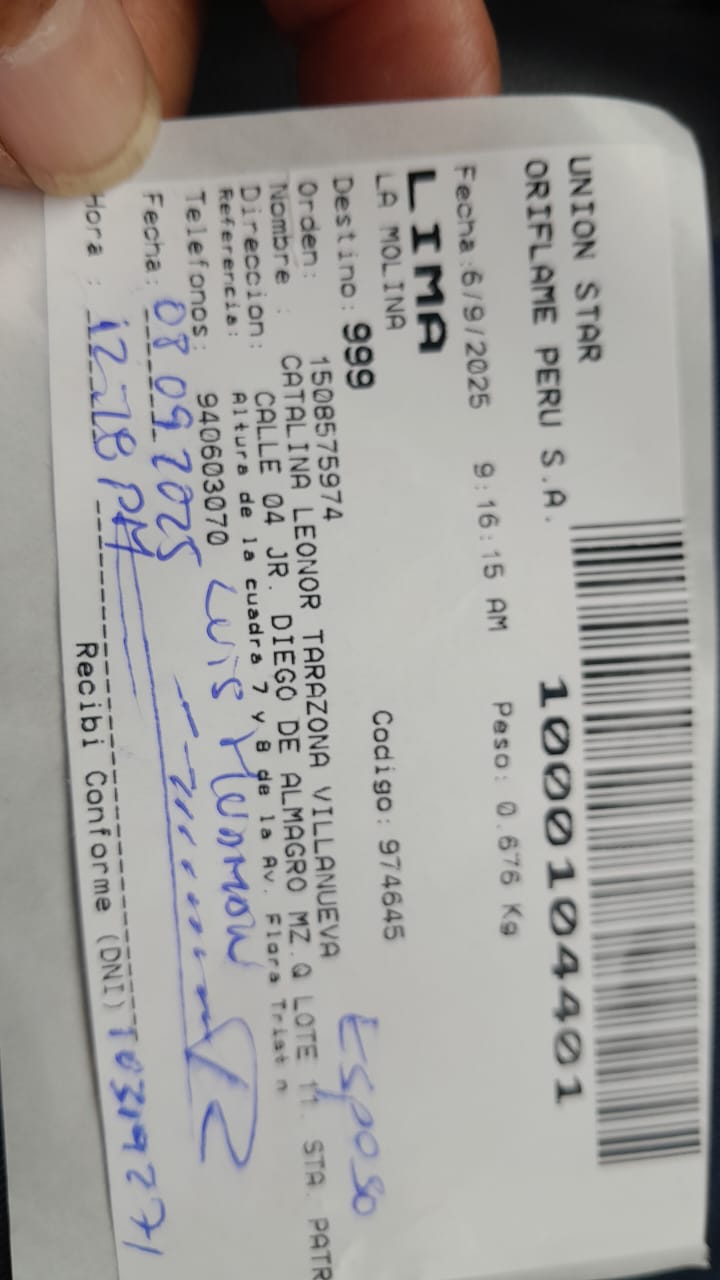 UNION STAR
ORIFLAME PERU S.A.
1000104401
Fecha:6/9/2025 9:16:15 AM Peso: 0.676 Kg
LIMA
LA MOLINA
Destino: 999 Codigo: 974645
Orden: 1508575974
Nombre : CATALINA LEONOR TARAZONA VILLANUEVA
Esposo
Direccion: CALLE 04 JR. DIEGO DE ALMAGRO MZ.Q LOTE 11. STA. PATR
Referencia: Altura de la cuadra 7 y 8 de la Av. Flora Trist n
Telefonos: 940603070
Luis
Fecha: 08 09 2025
Hora : 12 28 PM
Recibi Conforme (DNI)